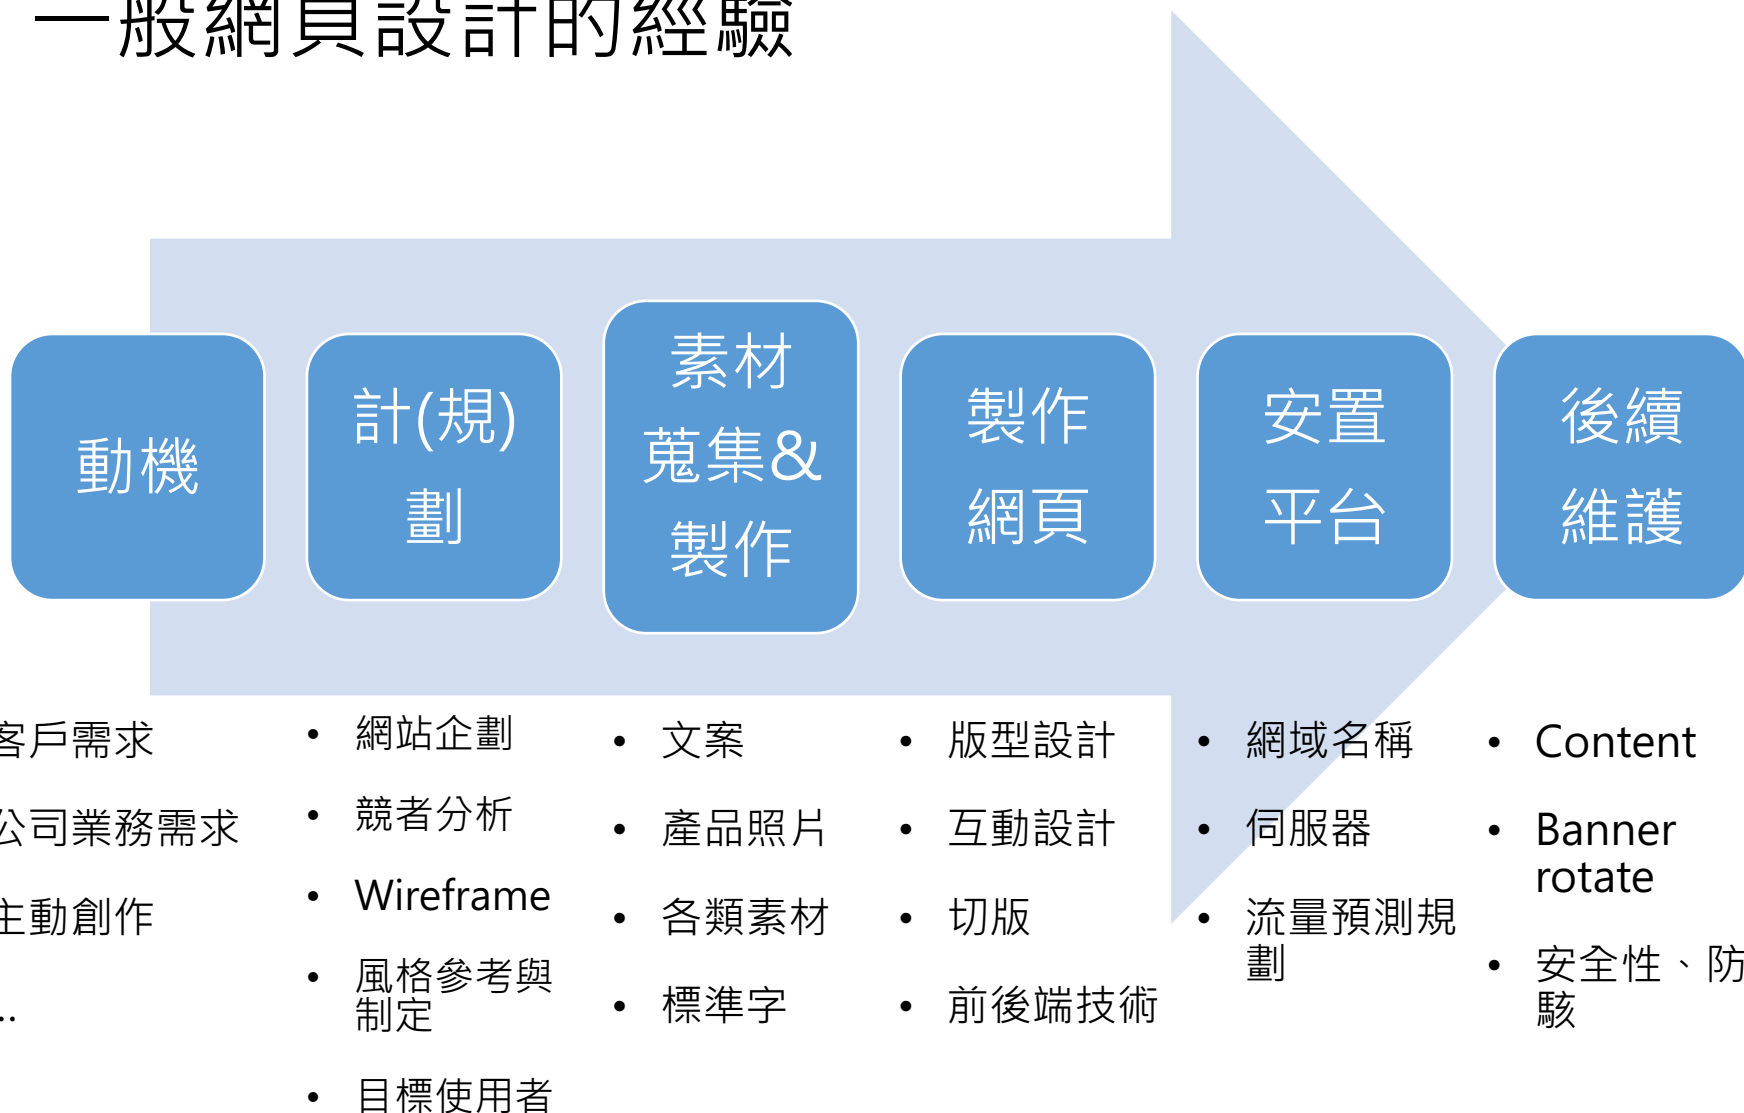 一般網頁設計的經驗
動機
計(規)
劃
素材
蒐集&
製作
製作
網頁
安置
平台
後續
維護
客戶需求
公司業務需求
主動創作
..
• 網站企劃
• 競者分析
• Wireframe
• 風格參考與
制定
• 目標使用者
• 文案
• 產品照片
• 各類素材
• 標準字
• 版型設計
• 互動設計
• 切版
• 前後端技術
• 網域名稱
• 伺服器
• 流量預測規
劃
• Content
• Banner
rotate
• 安全性、防
駭